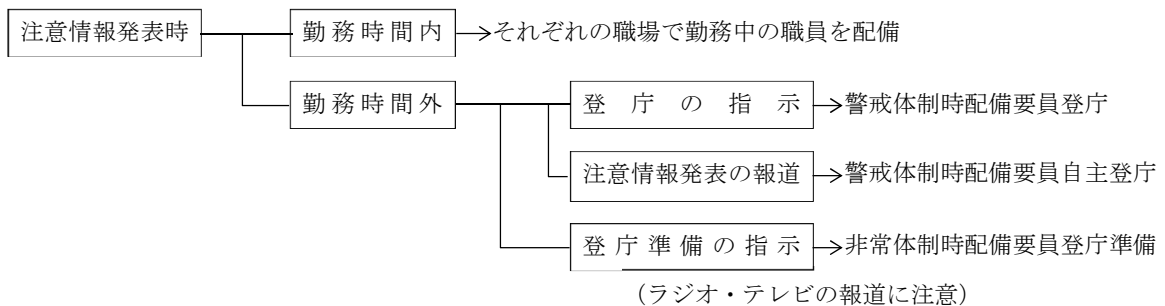 注意情報発表時 勤務時間内 それぞれの職場で勤務中の職員を配備
勤務時間外 登庁の指示 警戒体制時配備要員登庁
注意情報発表の報道 警戒体制時配備要員自主登庁
登庁準備の指示 非常体制時配備要員登庁準備
（ラジオ・テレビの報道に注意）